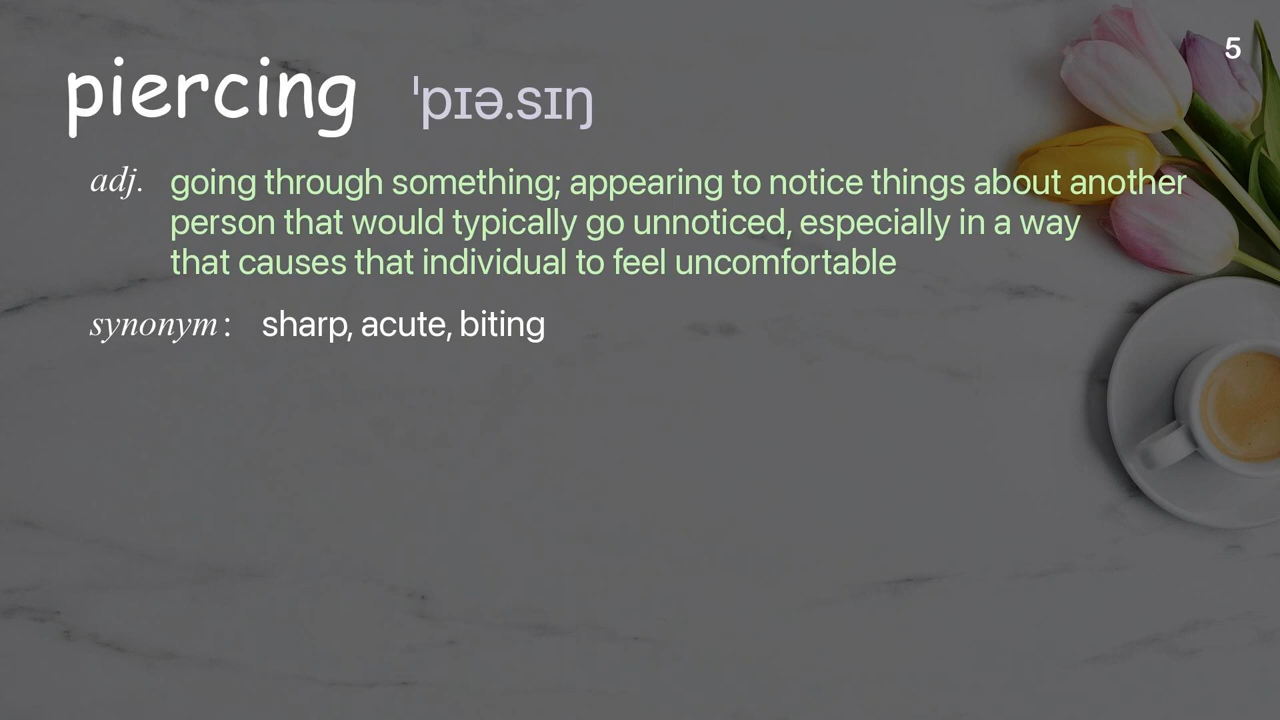 5
piercing ˈpɪə.sɪŋ
adj. going through something; appearing to notice things about another
person that would typically go unnoticed, especially in a way
that causes that individual to feel uncomfortable
synonym: sharp, acute, biting